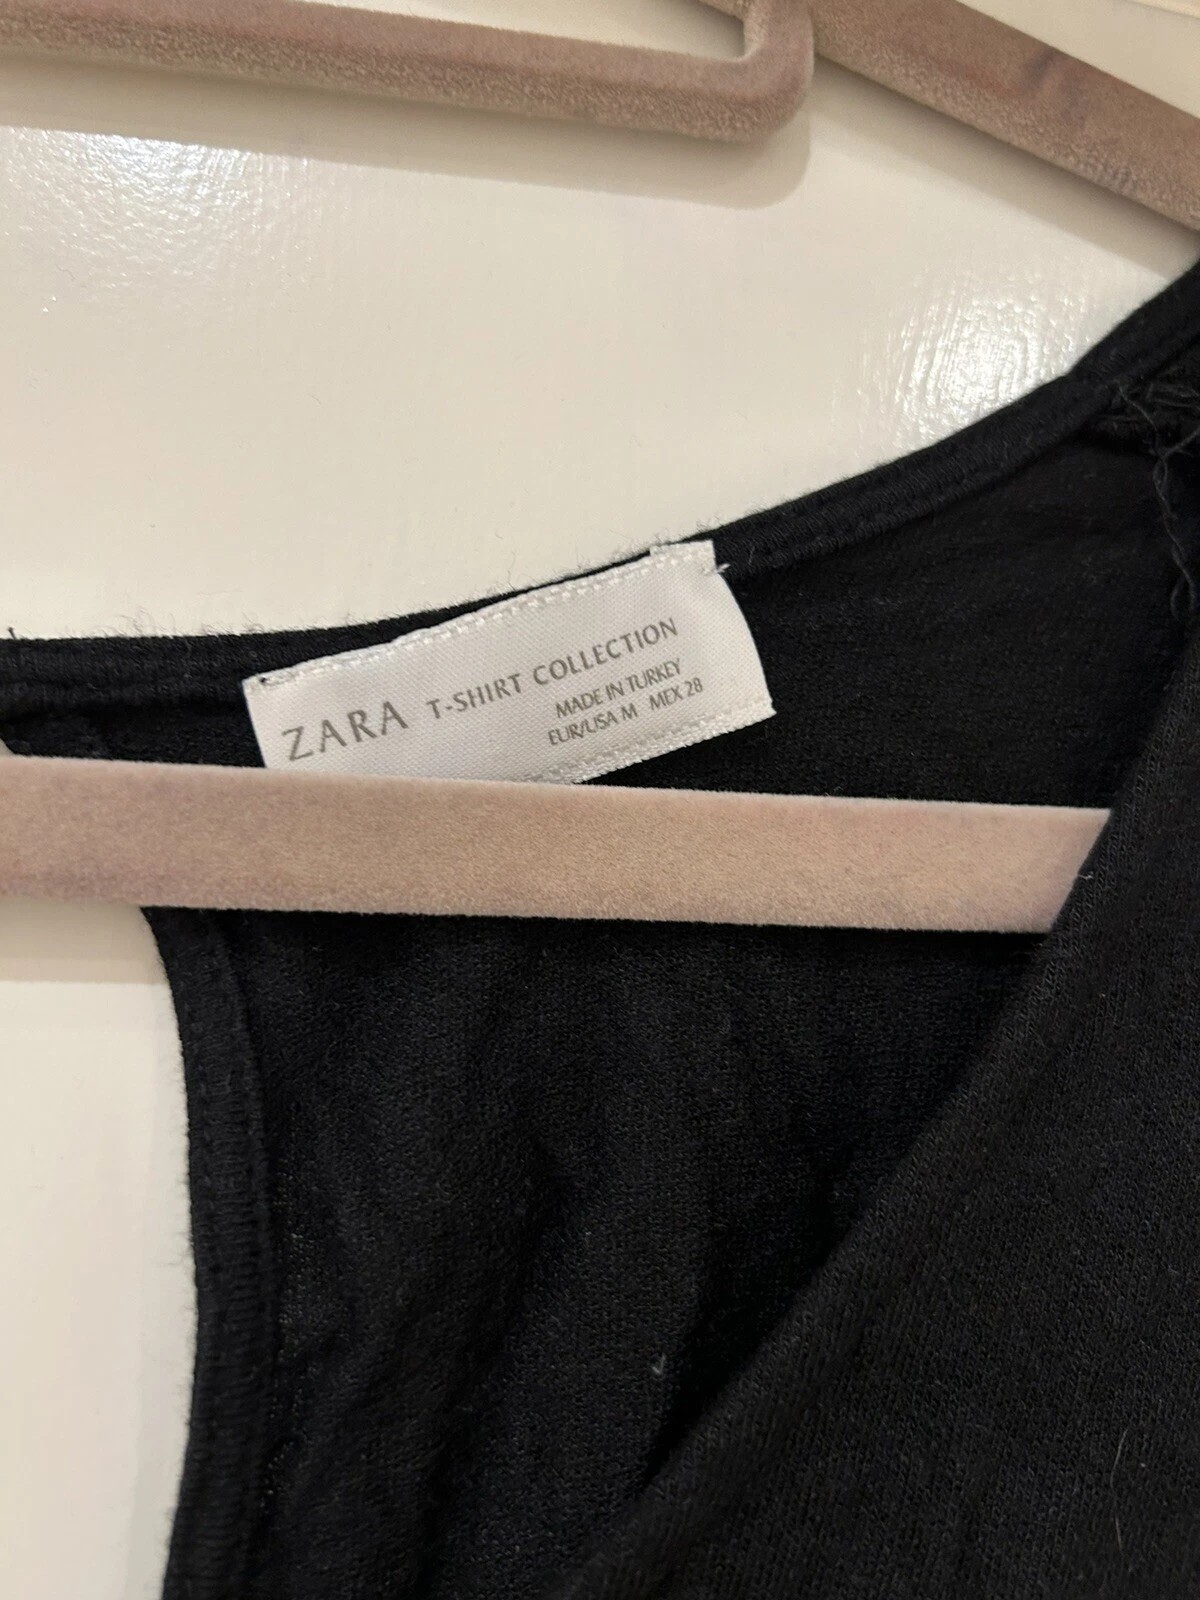 ZARA T-SHIRT COLLECTION
MADE IN TURKEY
EUR/USA M MEX 28